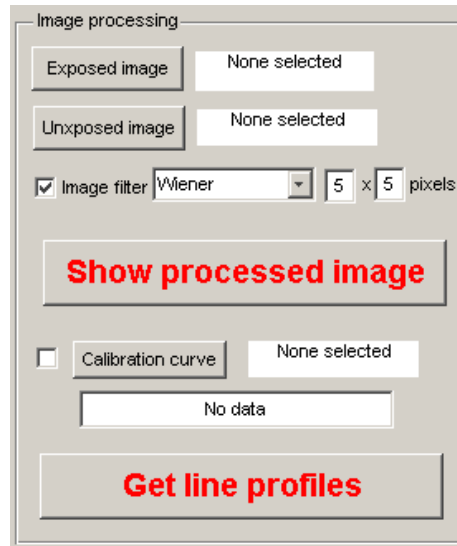 Image processing
Exposed image None selected
Unxposed image None selected
Image filter Wiener 5 x 5 pixels
Show processed image
Calibration curve None selected
No data
Get line profiles